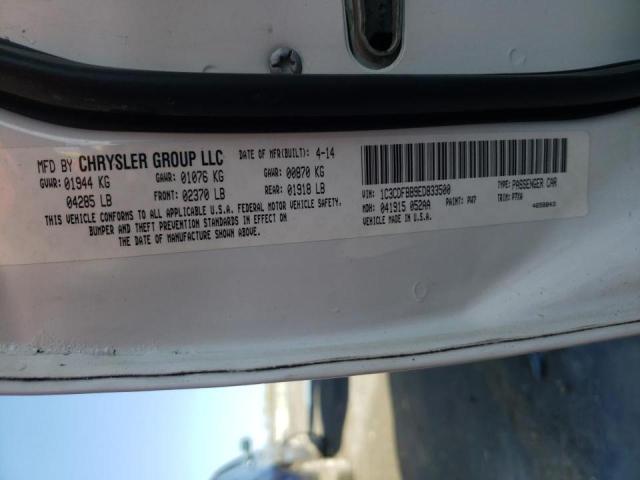 MFD BY CHRYSLER GROUP LLC DATE OF MFR(BUILT): 4-14
GVWR: 01944 KG GAWR: 01076 KG GAWR: 00870 KG
04285 LB FRONT: 02370 LB REAR: 01918 LB
THIS VEHICLE CONFORMS TO ALL APPLICABLE U.S.A. FEDERAL MOTOR VEHICLE SAFETY,
BUMPER AND THEFT PREVENTION STANDARDS IN EFFECT ON
THE DATE OF MANUFACTURE SHOWN ABOVE.
VIN: 1C3CDFBB9ED833500 TYPE: PASSENGER CAR
MDH: 041915 052AA PAINT: PW7 TRIM:
VEHICLE MADE IN U.S.A.